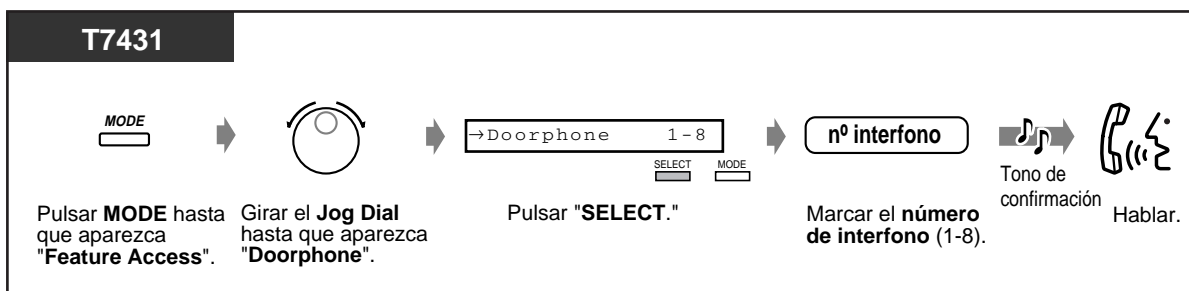 T7431
MODE
→Doorphone 1-8
SELECT MODE
nº interfono
Tono de
confirmación
Pulsar MODE hasta
que aparezca
"Feature Access".
Girar el Jog Dial
hasta que aparezca
"Doorphone".
Pulsar "SELECT."
Marcar el número
de interfono (1-8).
Hablar.